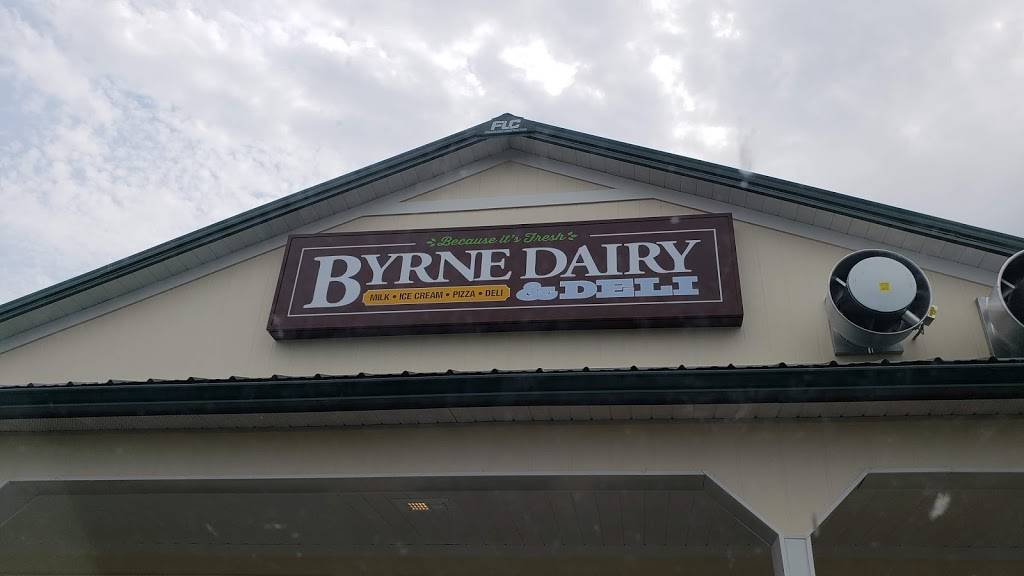 FLC
Because it's Fresh
BYRNE DAIRY
MILK • ICE CREAM • PIZZA • DELI
& DELI